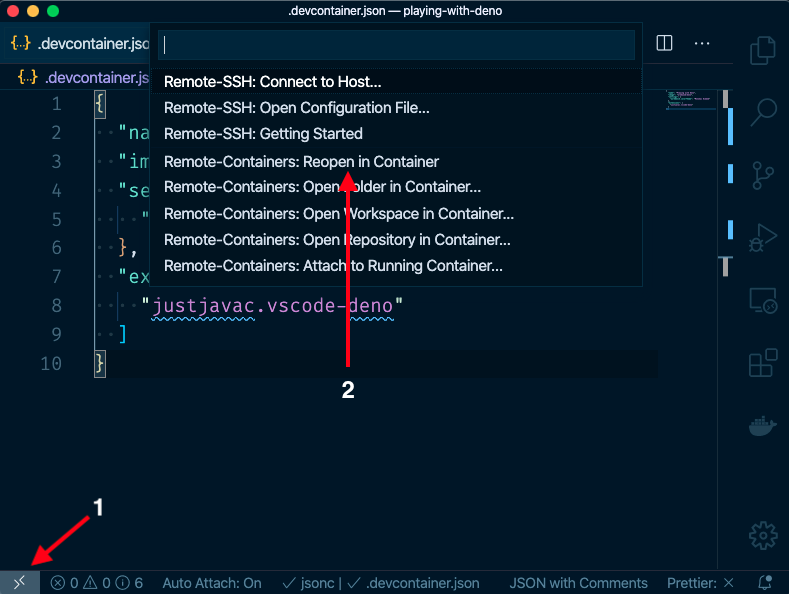 .devcontainer.json — playing-with-deno
{..} .devcontainer.jso
{..} .devcontainer.js
Remote-SSH: Connect to Host...
Remote-SSH: Open Configuration File...
Remote-SSH: Getting Started
Remote-Containers: Reopen in Container
Remote-Containers: Open Folder in Container...
Remote-Containers: Open Workspace in Container...
Remote-Containers: Open Repository in Container...
Remote-Containers: Attach to Running Container...
1 {
2 "na
3 "im
4 "se
5 "
6 },
7 "ex
8 "justjavac.vscode-deno"
9 ]
10 }
2
1
0 0 6 Auto Attach: On ✓ jsonc | ✓ .devcontainer.json JSON with Comments Prettier: ✕